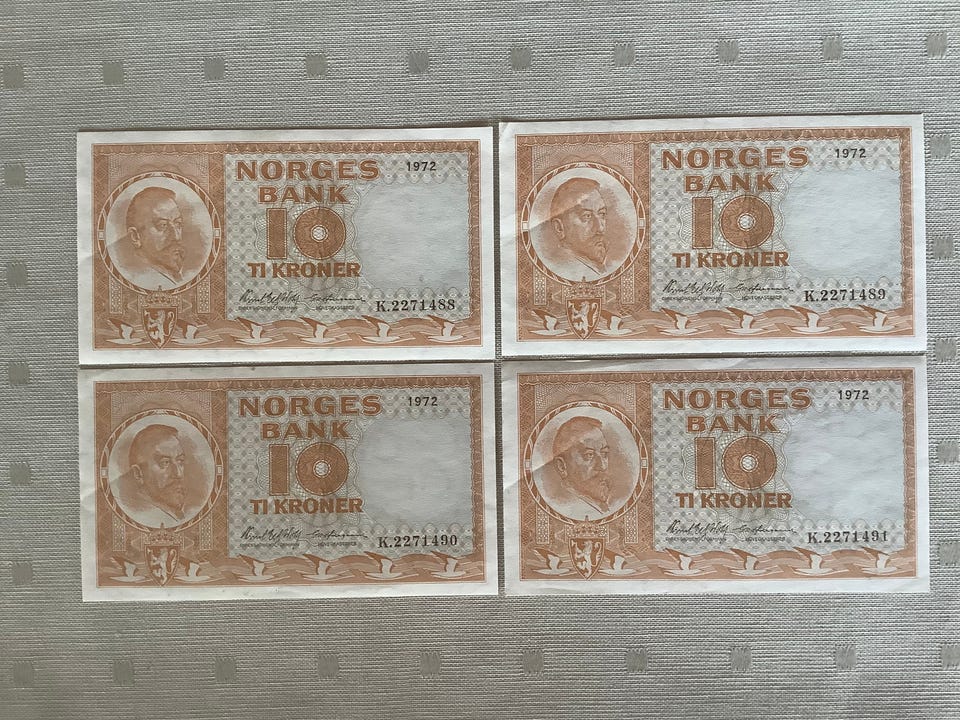 NORGES
BANK
1972
10
TI KRONER
K.2271488
NORGES
BANK
1972
10
TI KRONER
K.2271489
NORGES
BANK
1972
10
TI KRONER
K.2271490
NORGES
BANK
1972
10
TI KRONER
K.2271491